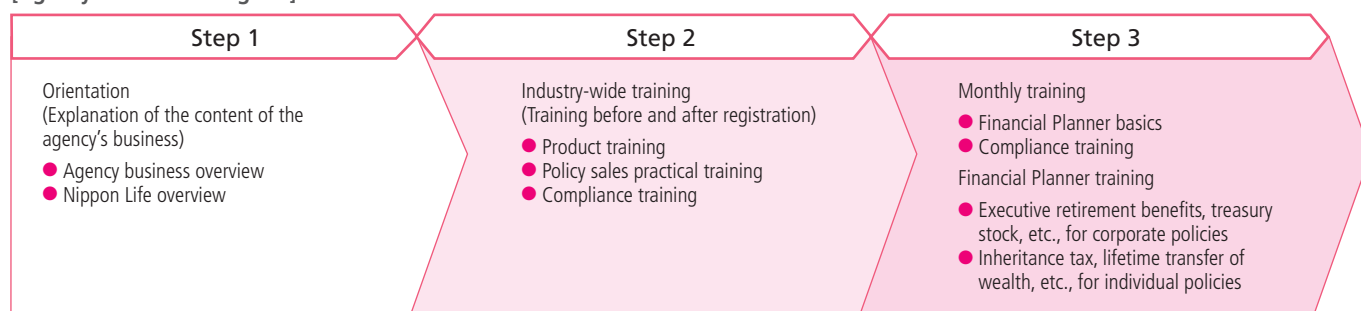 Step 1
Orientation
(Explanation of the content of the
agency's business)
● Agency business overview
● Nippon Life overview
Step 2
Industry-wide training
(Training before and after registration)
● Product training
● Policy sales practical training
● Compliance training
Step 3
Monthly training
● Financial Planner basics
● Compliance training
Financial Planner training
● Executive retirement benefits, treasury
stock, etc., for corporate policies
● Inheritance tax, lifetime transfer of
wealth, etc., for individual policies